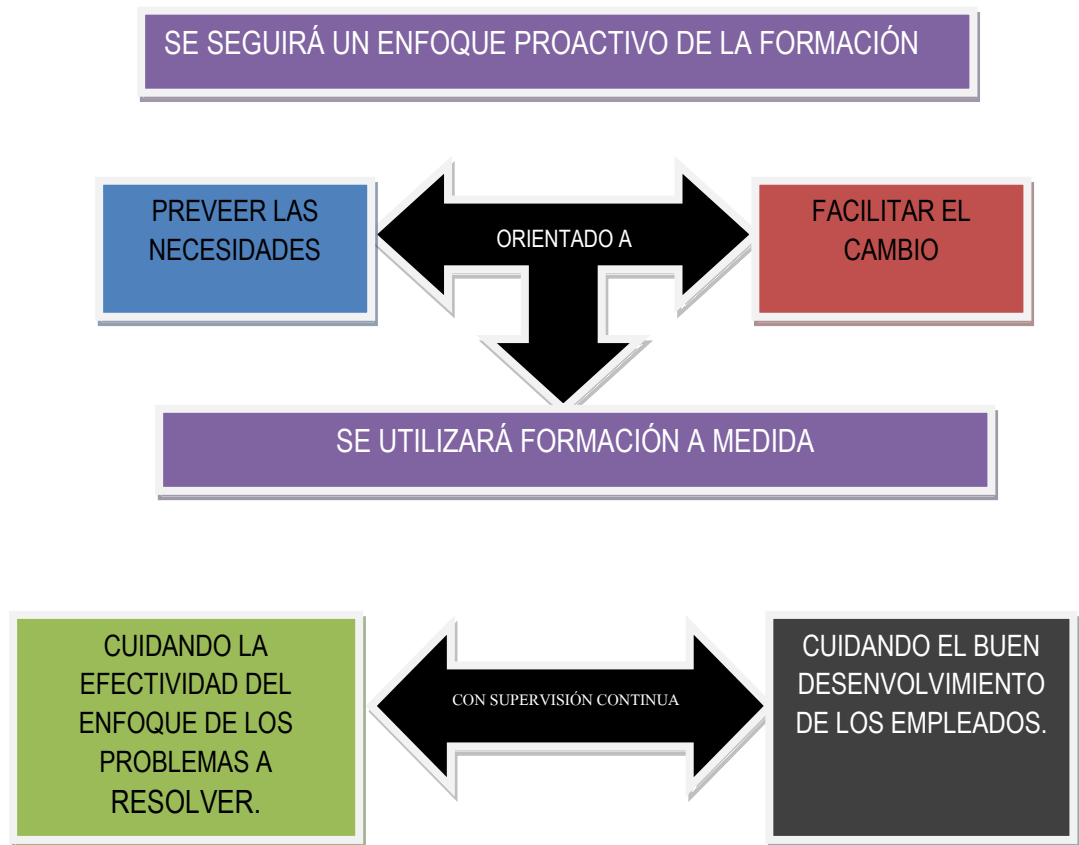 SE SEGUIRÁ UN ENFOQUE PROACTIVO DE LA FORMACIÓN
PREVEER LAS
NECESIDADES
ORIENTADO A
FACILITAR EL
CAMBIO
SE UTILIZARÁ FORMACIÓN A MEDIDA
CUIDANDO LA
EFECTIVIDAD DEL
ENFOQUE DE LOS
PROBLEMAS A
RESOLVER.
CON SUPERVISIÓN CONTINUA
CUIDANDO EL BUEN
DESENVOLVIMIENTO
DE LOS EMPLEADOS.